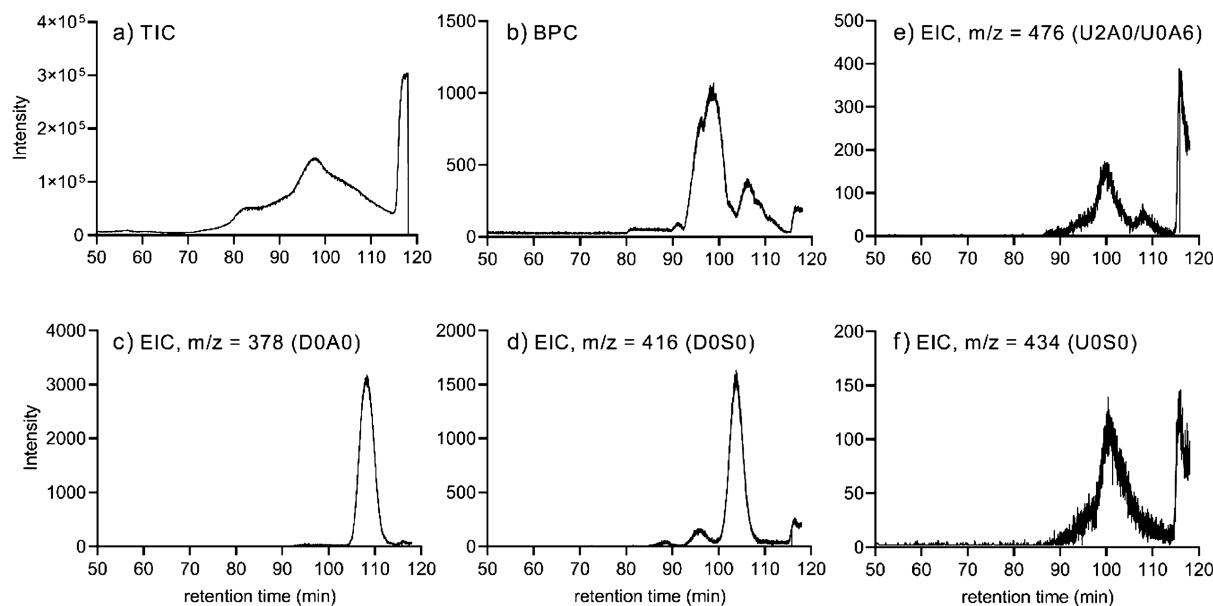 a) TIC
4×10⁵
3×10⁵
2×10⁵
1×10⁵
0
Intensity
50 60 70 80 90 100 110 120
b) BPC
1500
1000
500
0
50 60 70 80 90 100 110 120
e) EIC, m/z = 476 (U2A0/U0A6)
500
400
300
200
100
0
50 60 70 80 90 100 110 120
c) EIC, m/z = 378 (D0A0)
4000
3000
2000
1000
0
Intensity
50 60 70 80 90 100 110 120
retention time (min)
d) EIC, m/z = 416 (D0S0)
2000
1500
1000
500
0
50 60 70 80 90 100 110 120
retention time (min)
f) EIC, m/z = 434 (U0S0)
200
150
100
50
0
50 60 70 80 90 100 110 120
retention time (min)